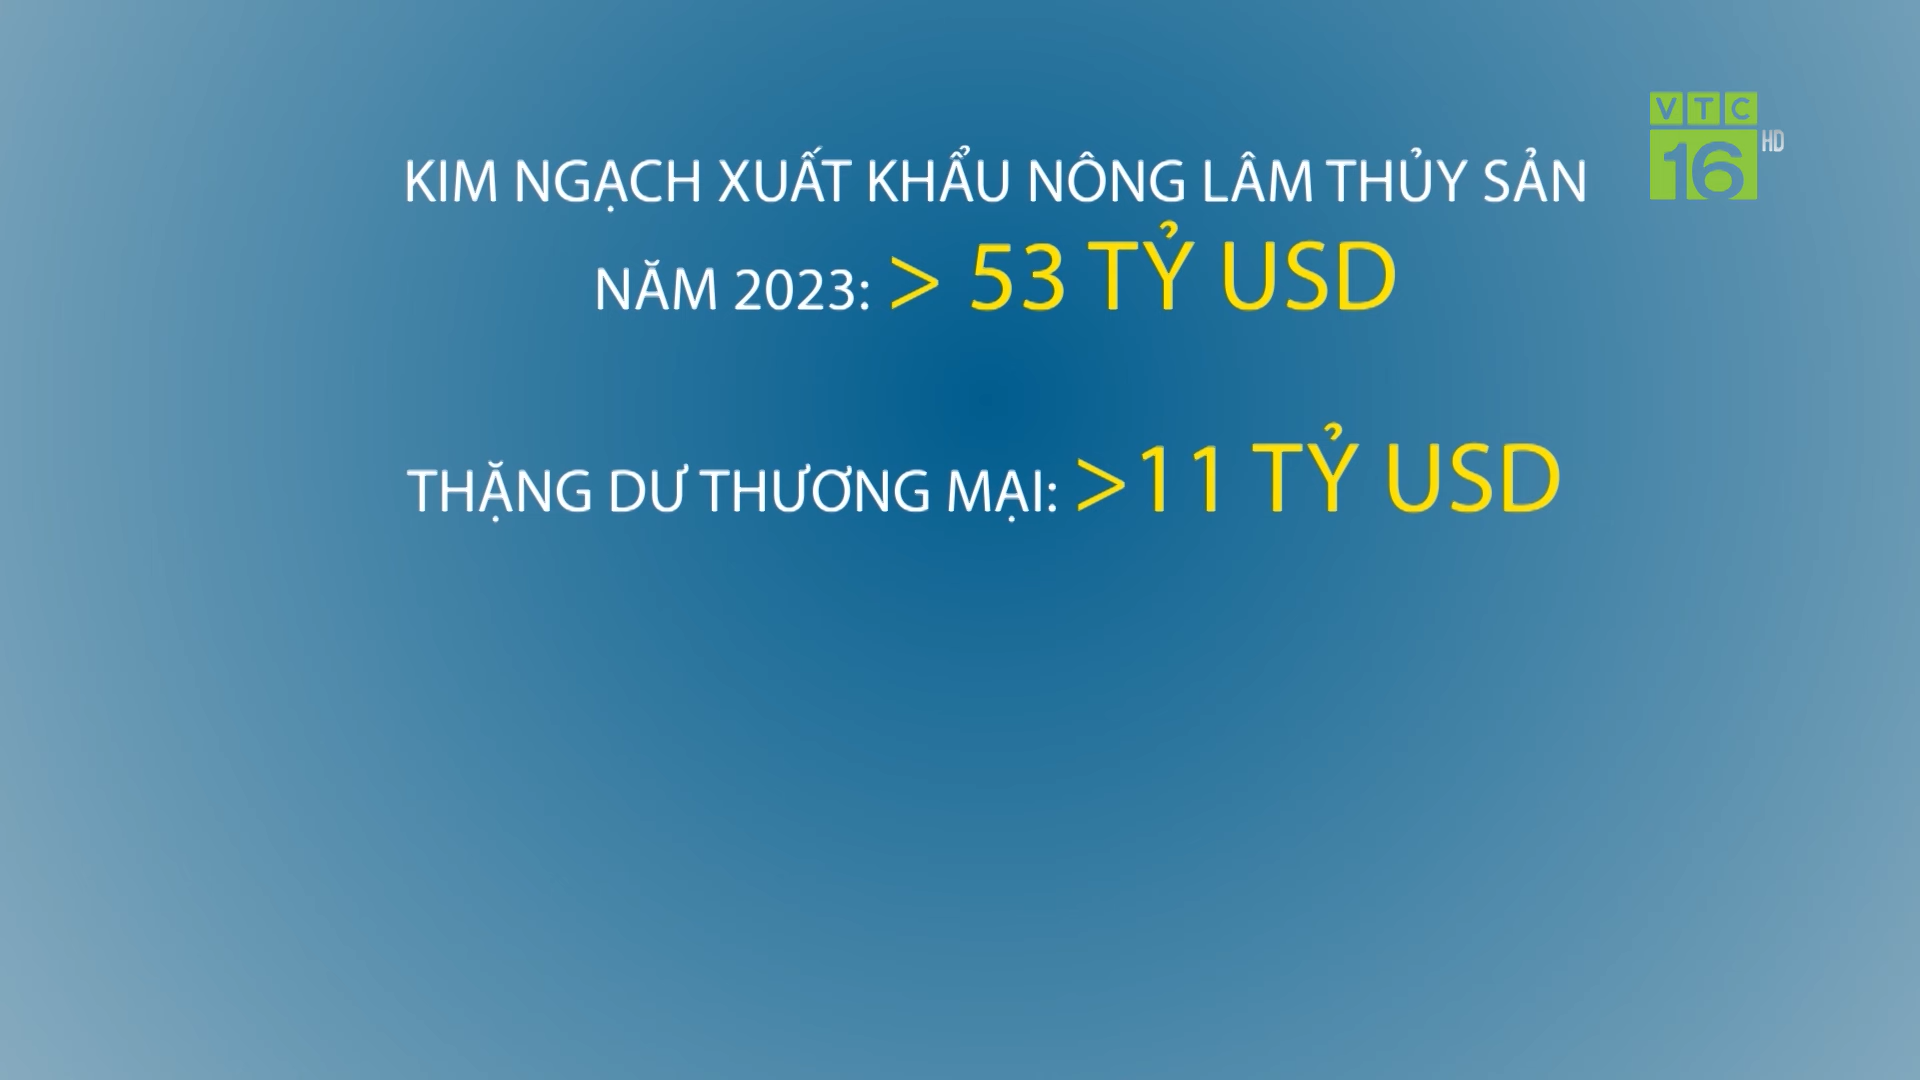 VTC
16 HD
KIM NGẠCH XUẤT KHẨU NÔNG LÂM THỦY SẢN
NĂM 2023: > 53 TỶ USD
THẶNG DƯ THƯƠNG MẠI: >11 TỶ USD